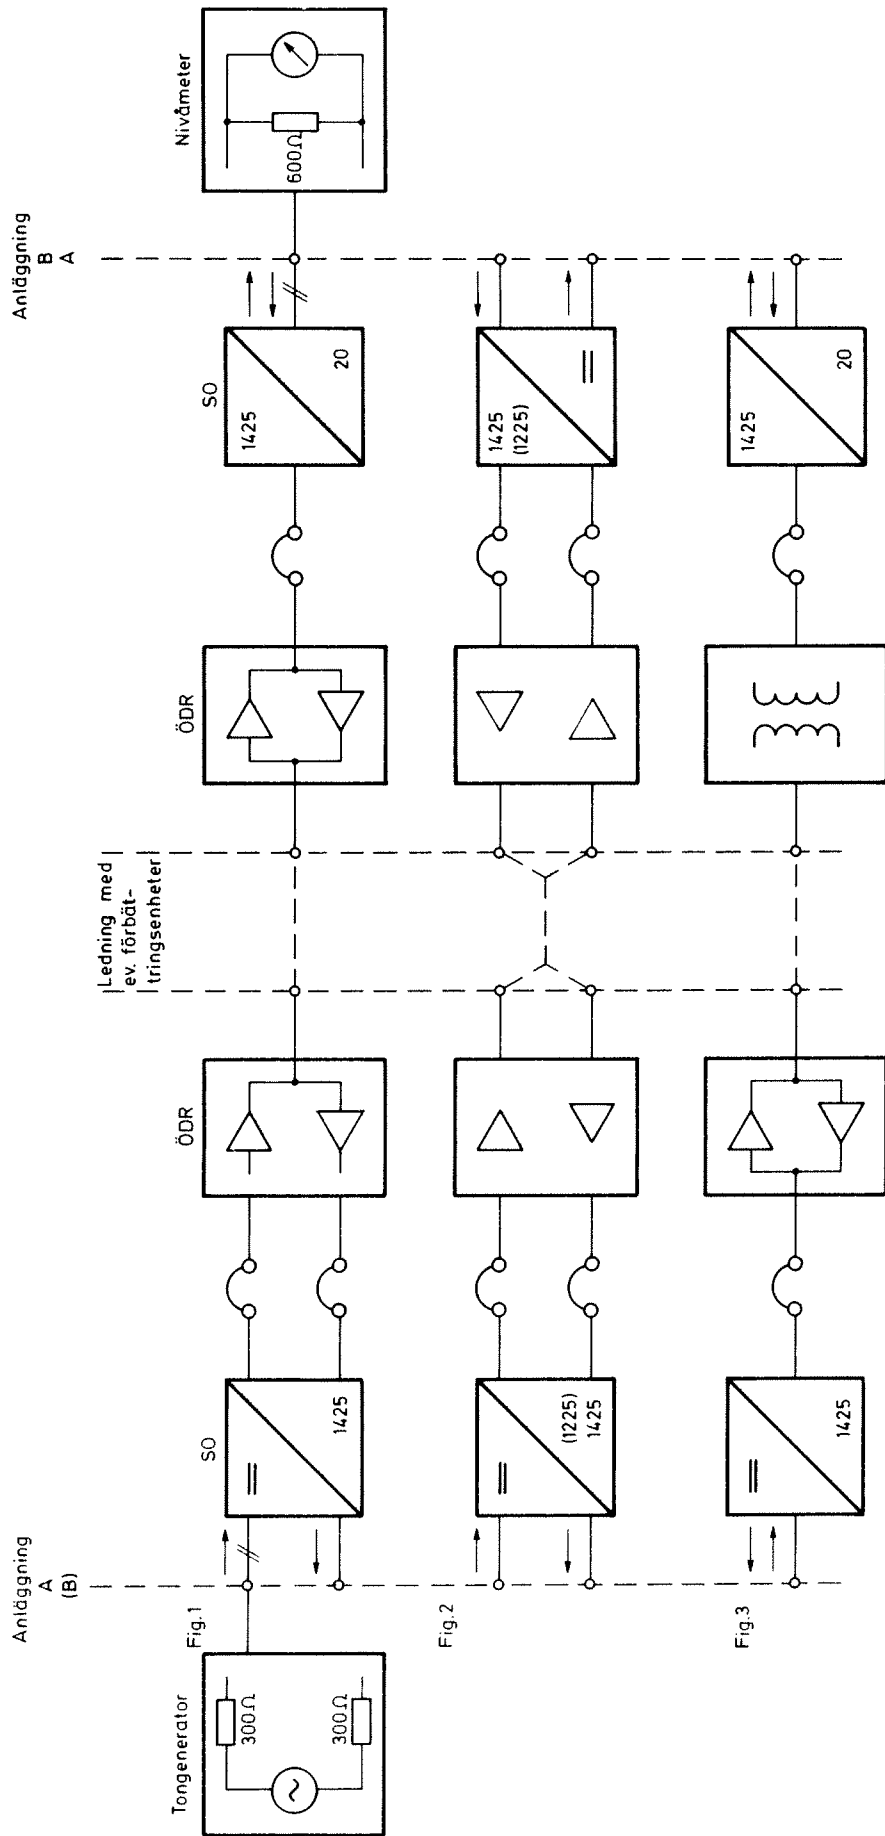 Anläggning
A
(B)
Anläggning
B
A
Tongenerator
300Ω
300Ω
Fig.1
SO
=
1425
ÖDR
Ledning med
ev. förbät-
tringsenheter
ÖDR
SO
1425
20
Nivåmeter
600Ω
Fig.2
=
(1225)
1425
1425
(1225)
=
Fig.3
=
1425
1425
20